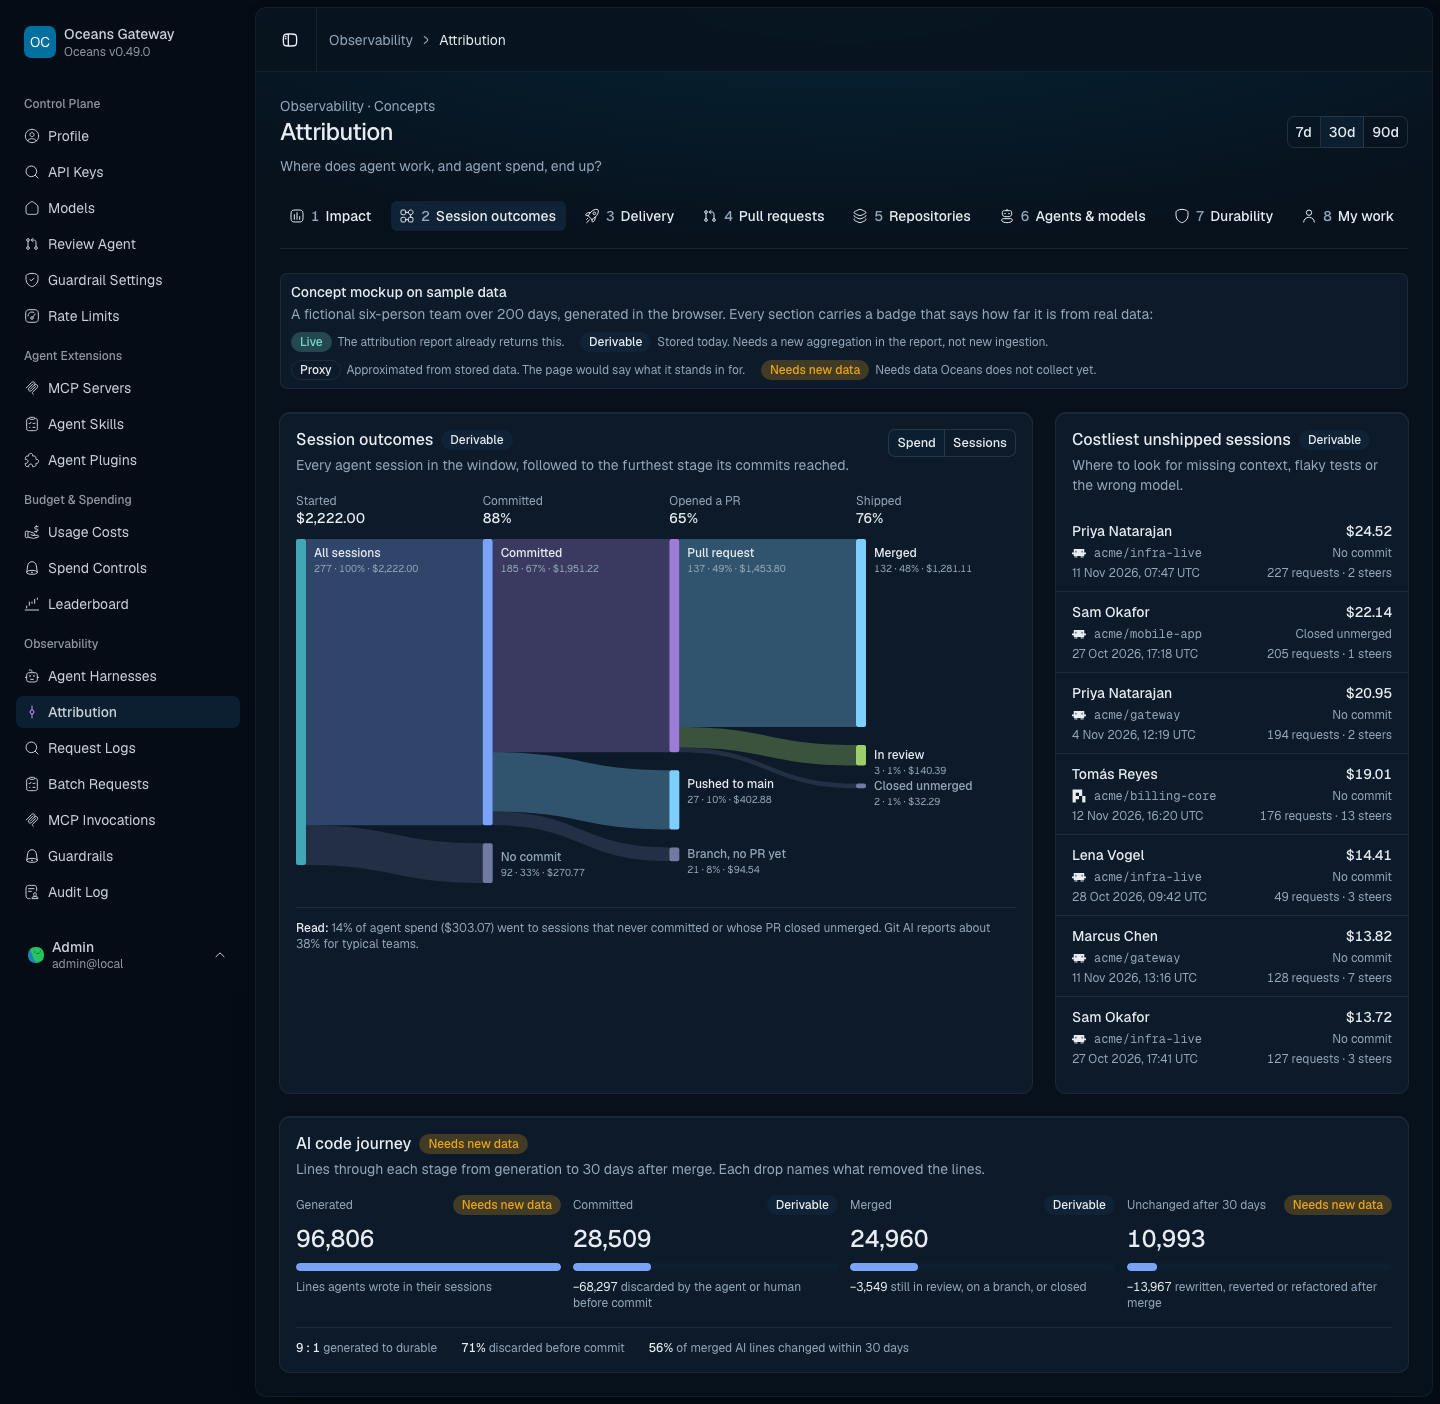 OC
Oceans Gateway
Oceans v0.49.0
Control Plane
Profile
API Keys
Models
Review Agent
Guardrail Settings
Rate Limits
Agent Extensions
MCP Servers
Agent Skills
Agent Plugins
Budget & Spending
Usage Costs
Spend Controls
Leaderboard
Observability
Agent Harnesses
Attribution
Request Logs
Batch Requests
MCP Invocations
Guardrails
Audit Log
Admin
admin@local
Observability > Attribution
Observability · Concepts
Attribution
Where does agent work, and agent spend, end up?
7d 30d 90d
1 Impact
2 Session outcomes
3 Delivery
4 Pull requests
5 Repositories
6 Agents & models
7 Durability
8 My work
Concept mockup on sample data
A fictional six-person team over 200 days, generated in the browser. Every section carries a badge that says how far it is from real data:
Live The attribution report already returns this. Derivable Stored today. Needs a new aggregation in the report, not new ingestion.
Proxy Approximated from stored data. The page would say what it stands in for. Needs new data Needs data Oceans does not collect yet.
Session outcomes Derivable
Spend Sessions
Every agent session in the window, followed to the furthest stage its commits reached.
Started Committed Opened a PR Shipped
$2,222.00 88% 65% 76%
All sessions
277 · 100% · $2,222.00
Committed
185 · 67% · $1,951.22
Pull request
137 · 49% · $1,453.80
Merged
132 · 48% · $1,281.11
In review
3 · 1% · $140.39
Closed unmerged
2 · 1% · $32.29
Pushed to main
27 · 10% · $402.88
Branch, no PR yet
21 · 8% · $94.54
No commit
92 · 33% · $270.77
Read: 14% of agent spend ($303.07) went to sessions that never committed or whose PR closed unmerged. Git AI reports about
38% for typical teams.
Costliest unshipped sessions Derivable
Where to look for missing context, flaky tests or
the wrong model.
Priya Natarajan $24.52
acme/infra-live No commit
11 Nov 2026, 07:47 UTC 227 requests · 2 steers
Sam Okafor $22.14
acme/mobile-app Closed unmerged
27 Oct 2026, 17:18 UTC 205 requests · 1 steers
Priya Natarajan $20.95
acme/gateway No commit
4 Nov 2026, 12:19 UTC 194 requests · 2 steers
Tomás Reyes $19.01
acme/billing-core No commit
12 Nov 2026, 16:20 UTC 176 requests · 13 steers
Lena Vogel $14.41
acme/infra-live No commit
28 Oct 2026, 09:42 UTC 49 requests · 3 steers
Marcus Chen $13.82
acme/gateway No commit
11 Nov 2026, 13:16 UTC 128 requests · 7 steers
Sam Okafor $13.72
acme/infra-live No commit
27 Oct 2026, 17:41 UTC 127 requests · 3 steers
AI code journey Needs new data
Lines through each stage from generation to 30 days after merge. Each drop names what removed the lines.
Generated Needs new data
96,806
Lines agents wrote in their sessions
Committed Derivable
28,509
−68,297 discarded by the agent or human
before commit
Merged Derivable
24,960
−3,549 still in review, on a branch, or closed
Unchanged after 30 days Needs new data
10,993
−13,967 rewritten, reverted or refactored after
merge
9 : 1 generated to durable 71% discarded before commit 56% of merged AI lines changed within 30 days